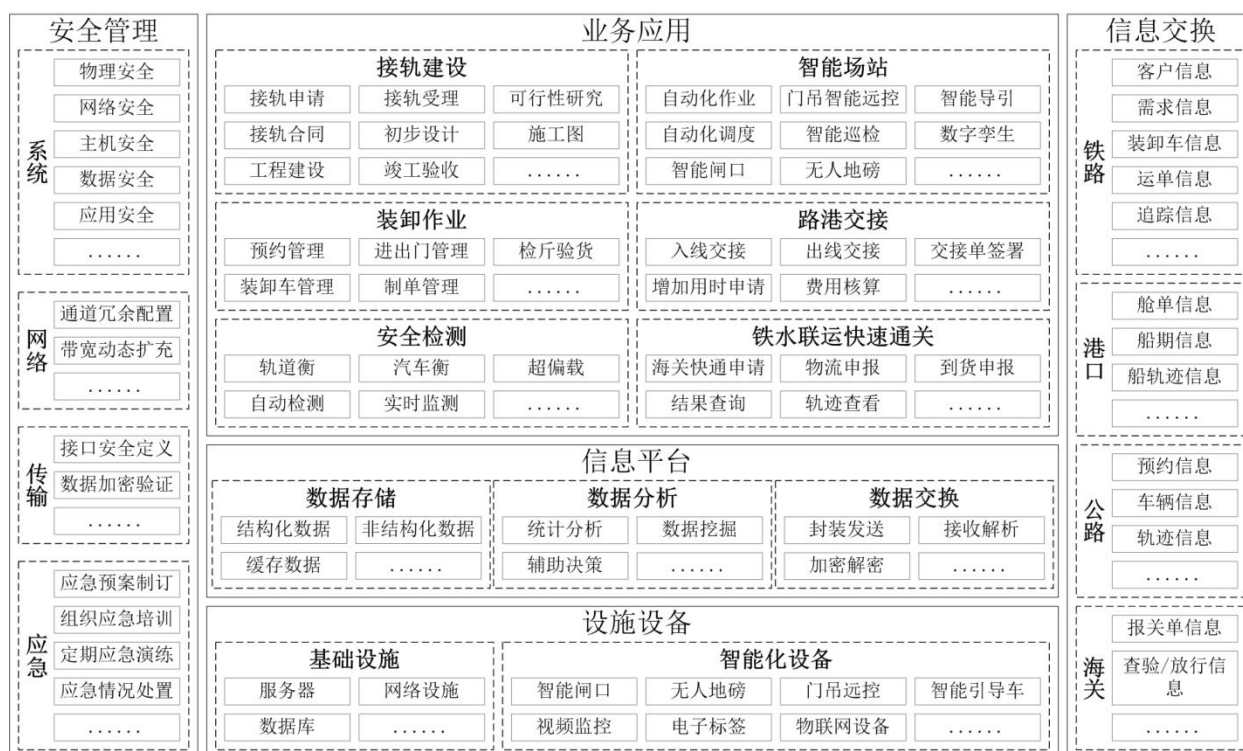 安全管理
系统
物理安全
网络安全
主机安全
数据安全
应用安全
......
网络
通道冗余配置
带宽动态扩充
......
传输
接口安全定义
数据加密验证
......
应急
应急预案制订
组织应急培训
定期应急演练
应急情况处置
......
业务应用
接轨建设
接轨申请 接轨受理 可行性研究
接轨合同 初步设计 施工图
工程建设 竣工验收 ......
智能场站
自动化作业 门吊智能远控 智能导引
自动化调度 智能巡检 数字孪生
智能闸口 无人地磅 ......
装卸作业
预约管理 进出门管理 检斤验货
装卸车管理 制单管理 ......
路港交接
入线交接 出线交接 交接单签署
增加用时申请 费用核算 ......
安全检测
轨道衡 汽车衡 超偏载
自动检测 实时监测 ......
铁水联运快速通关
海关快通申请 物流申报 到货申报
结果查询 轨迹查看 ......
信息平台
数据存储
结构化数据 非结构化数据
缓存数据 ......
数据分析
统计分析 数据挖掘
辅助决策 ......
数据交换
封装发送 接收解析
加密解密 ......
设施设备
基础设施
服务器 网络设施
数据库 ......
智能化设备
智能闸口 无人地磅 门吊远控 智能引导车
视频监控 电子标签 物联网设备 ......
信息交换
铁路
客户信息
需求信息
装卸车信息
运单信息
追踪信息
......
港口
舱单信息
船期信息
船轨迹信息
......
公路
预约信息
车辆信息
轨迹信息
......
海关
报关单信息
查验/放行信
息
......